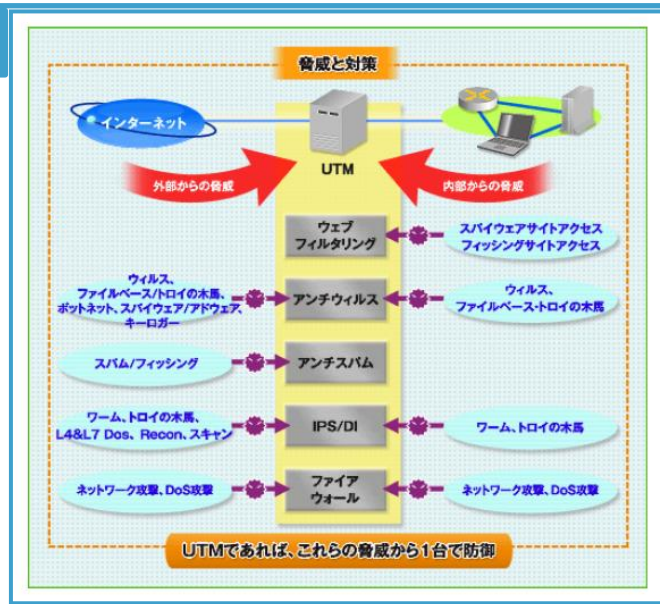 脅威と対策
インターネット
UTM
外部からの脅威
内部からの脅威
ウェブ
フィルタリング
スパイウェアサイトアクセス
フィッシングサイトアクセス
ウィルス、
ファイルベース/トロイの木馬、
ボットネット、スパイウェア/アドウェア、
キーロガー
アンチウィルス
ウィルス、
ファイルベース・トロイの木馬
スパム/フィッシング
アンチスパム
ワーム、トロイの木馬、
L4&L7 Dos、Recon、スキャン
IPS/DI
ワーム、トロイの木馬
ネットワーク攻撃、DoS攻撃
ファイア
ウォール
ネットワーク攻撃、DoS攻撃
UTMであれば、これらの脅威から1台で防御